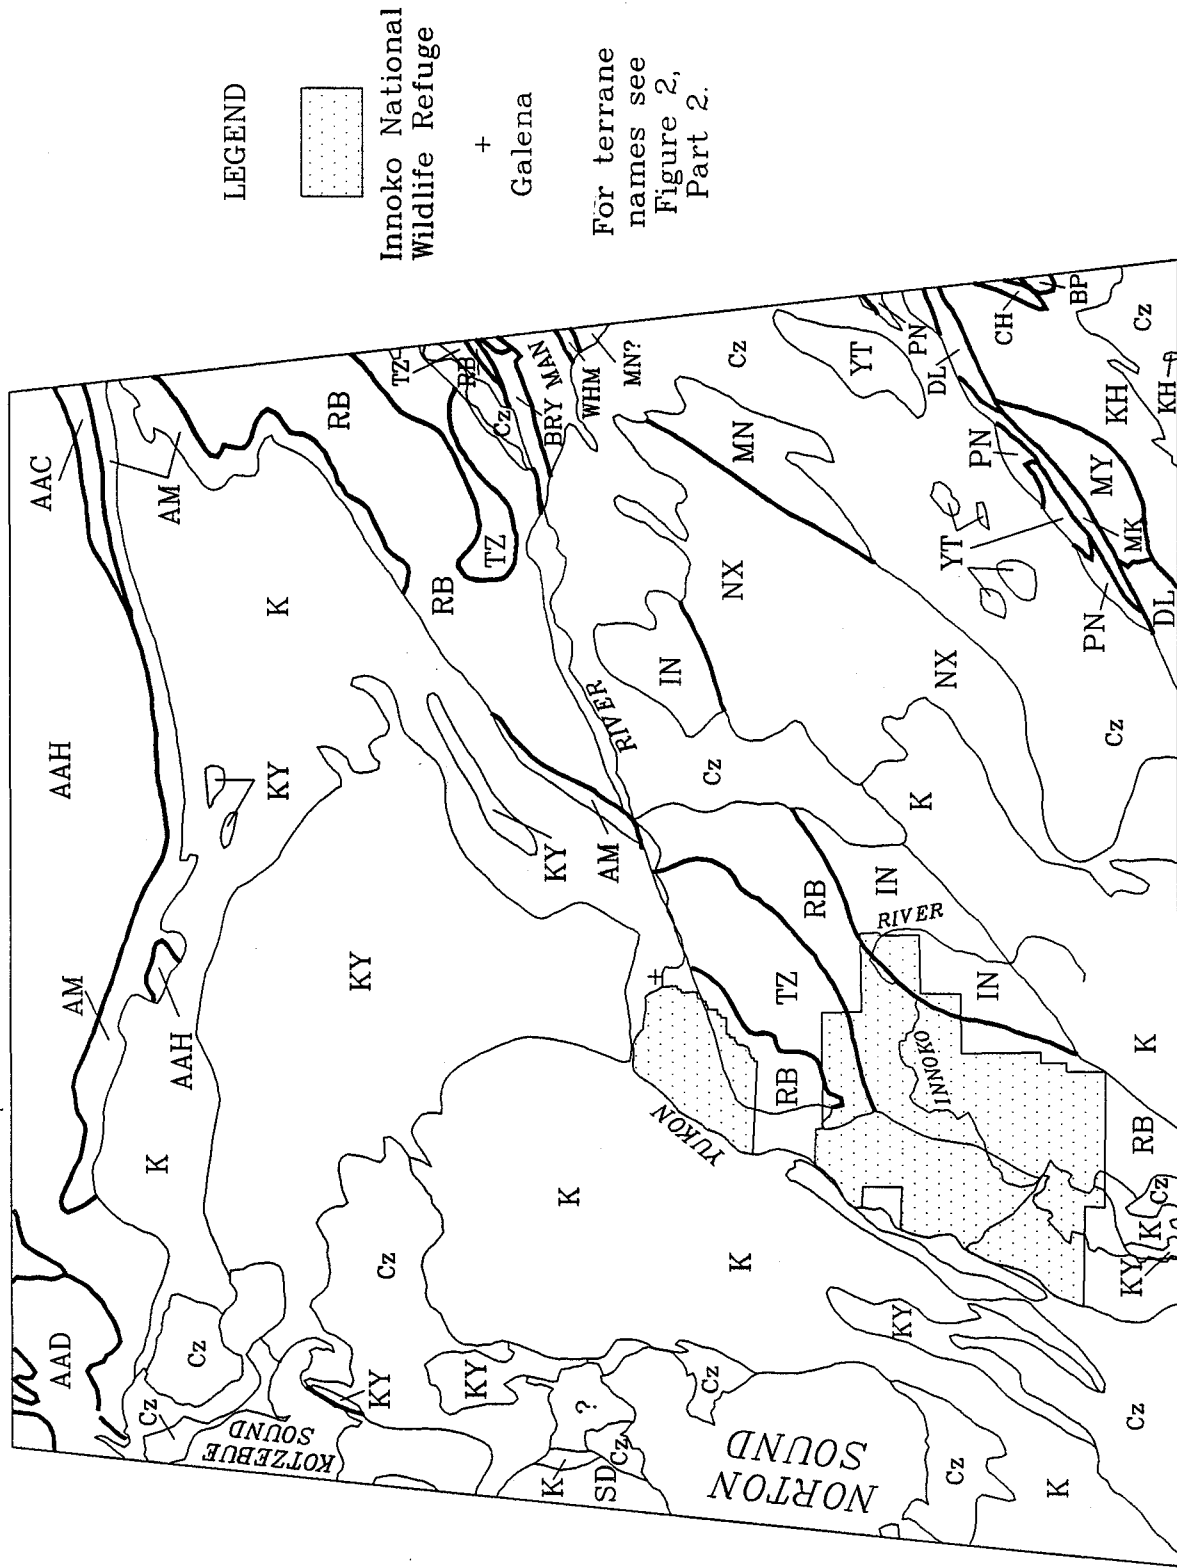 AAC
AAH
AAD
AM
Cz
K
AM
AAH
Cz
KOTZEBUE
SOUND
K
KY
RB
KY
KY
Cz
TZ
RB
RB
KY
TZ
Cz
BRY
MAN
K
KY
K
?
WHM
SD
AM
Cz
RIVER
MN?
IN
YUKON
Cz
Cz
NX
Cz
K
MN
NORTON
SOUND
RB
TZ
RB
YT
IN
KY
RIVER
PN
K
INNOKO
DL
NX
YT
Cz
PN
IN
CH
K
BP
PN
MY
Cz
KH
KY
MK
Cz
Cz
RB
K
K
Cz
DL
KH
LEGEND
Innoko National
Wildlife Refuge
+
Galena
For terrane
names see
Figure 2,
Part 2.